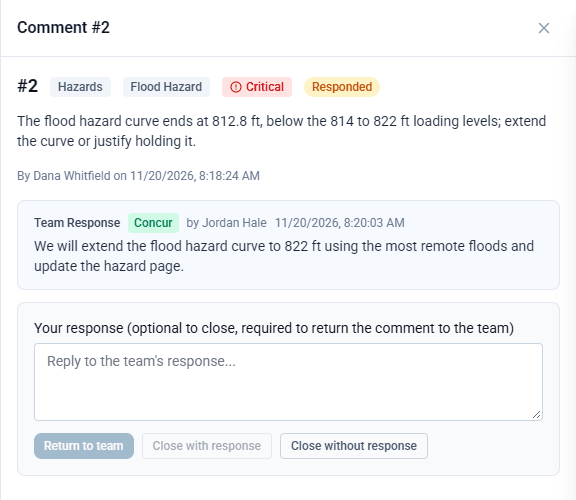 Comment #2
#2 Hazards Flood Hazard Critical Responded
The flood hazard curve ends at 812.8 ft, below the 814 to 822 ft loading levels; extend
the curve or justify holding it.
By Dana Whitfield on 11/20/2026, 8:18:24 AM
Team Response Concur by Jordan Hale 11/20/2026, 8:20:03 AM
We will extend the flood hazard curve to 822 ft using the most remote floods and
update the hazard page.
Your response (optional to close, required to return the comment to the team)
Reply to the team's response...
Return to team Close with response Close without response